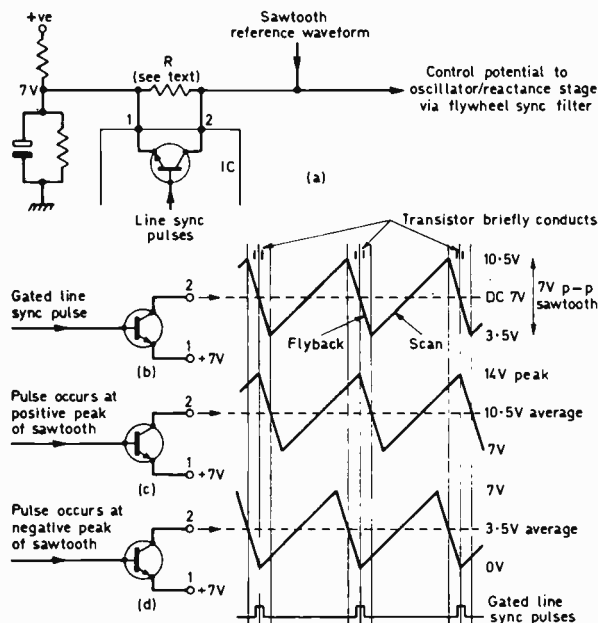 +ve
7V
R
(see text)
1
2
IC
Line sync
pulses
(a)
Sawtooth
reference waveform
Control potential to
oscillator/reactance stage
via flywheel sync filter
Transistor briefly conducts
Gated line
sync pulse
2
1
+7V
(b)
10·5V
DC 7V
3·5V
7V p-p
sawtooth
Flyback
Scan
Pulse occurs at
positive peak
of sawtooth
2
1
+7V
(c)
14V peak
10·5V average
7V
Pulse occurs at
negative peak
of sawtooth
2
1
+7V
(d)
7V
3·5V average
0V
Gated line
sync pulses